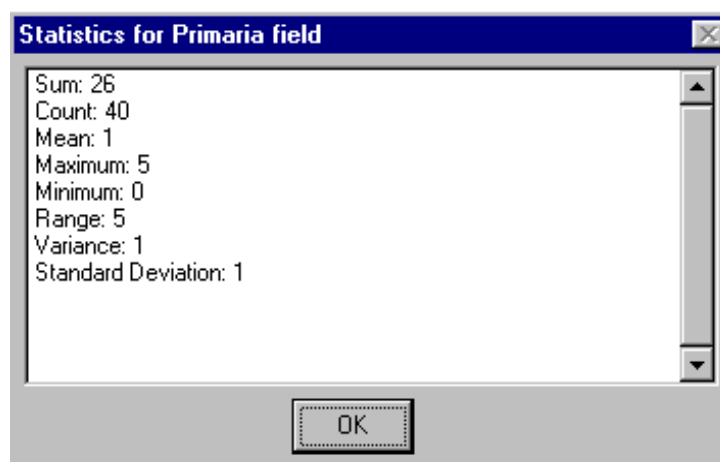 Statistics for Primaria field
Sum: 26
Count: 40
Mean: 1
Maximum: 5
Minimum: 0
Range: 5
Variance: 1
Standard Deviation: 1
OK